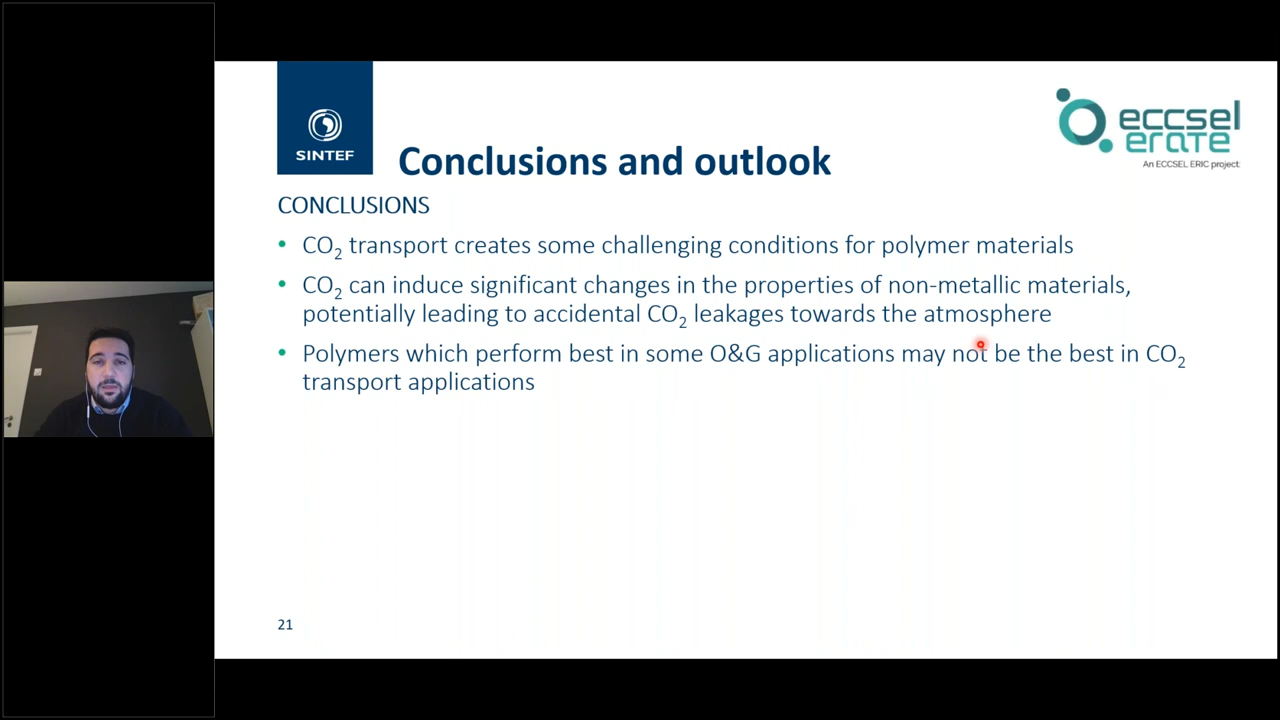 SINTEF
eccsel
erate
An ECCSEL ERIC project
Conclusions and outlook
CONCLUSIONS
• CO₂ transport creates some challenging conditions for polymer materials
• CO₂ can induce significant changes in the properties of non-metallic materials,
potentially leading to accidental CO₂ leakages towards the atmosphere
• Polymers which perform best in some O&G applications may not be the best in CO₂
transport applications
21